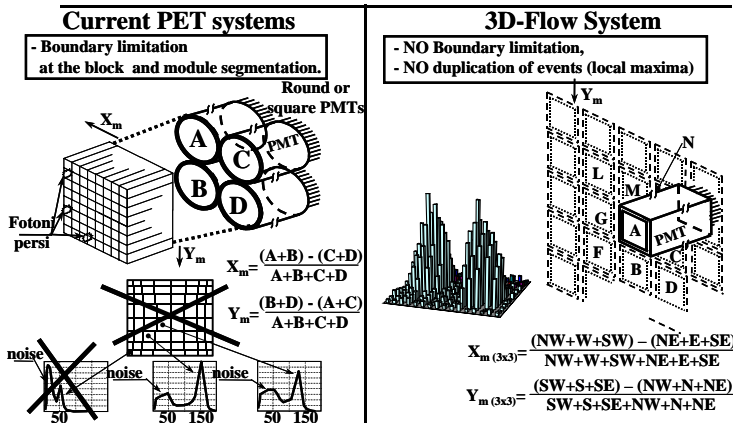 Current PET systems
- Boundary limitation
at the block and module segmentation.
Round or
square PMTs
Xm
A
C
B
D
PMT
Fotoni
persi
Ym
Xm= (A+B) - (C+D) / A+B+C+D
Ym= (B+D) - (A+C) / A+B+C+D
noise
noise
noise
50
50 150
50 150
3D-Flow System
- NO Boundary limitation,
- NO duplication of events (local maxima)
Ym
N
L
M
G
A
PMT
F
B
C
D
Xm (3x3)= (NW+W+SW) – (NE+E+SE) / NW+W+SW+NE+E+SE
Ym (3x3)= (SW+S+SE) – (NW+N+NE) / SW+S+SE+NW+N+NE